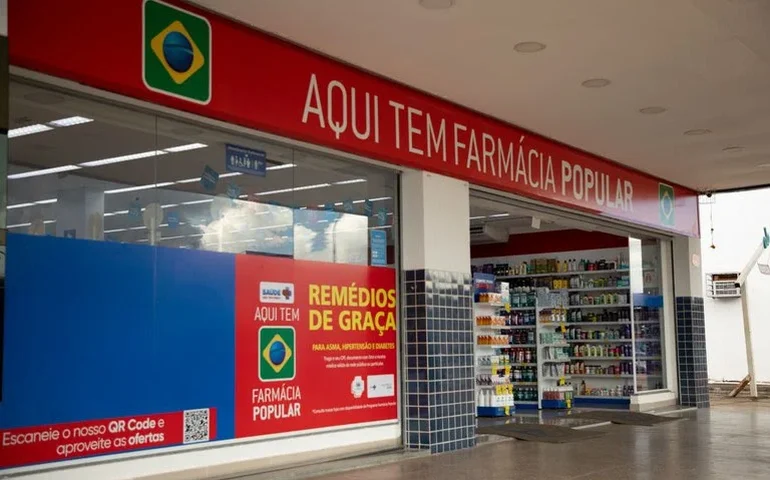 AQUI TEM FARMÁCIA POPULAR
SAÚDE
AQUI TEM
FARMÁCIA
POPULAR
REMÉDIOS
DE GRAÇA
PARA ASMA, HIPERTENSÃO E DIABETES
Escaneie o nosso QR Code e
aproveite as ofertas